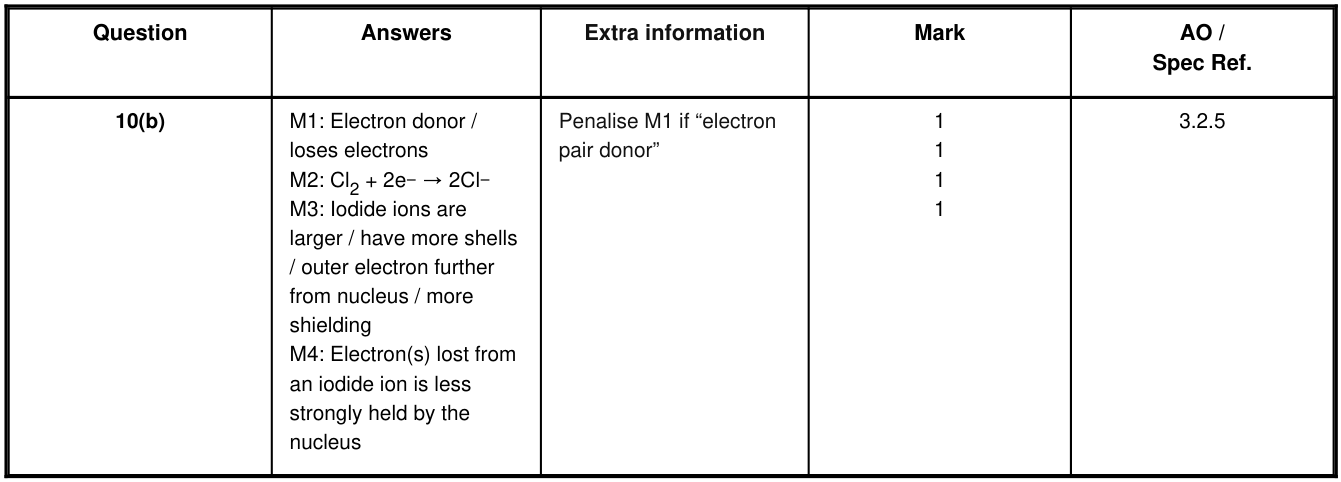 Question Answers Extra information Mark AO /
Spec Ref.
10(b) M1: Electron donor / Penalise M1 if “electron 1 3.2.5
loses electrons pair donor” 1
M2: Cl₂ + 2e⁻ → 2Cl⁻ 1
M3: Iodide ions are 1
larger / have more shells
/ outer electron further
from nucleus / more
shielding
M4: Electron(s) lost from
an iodide ion is less
strongly held by the
nucleus